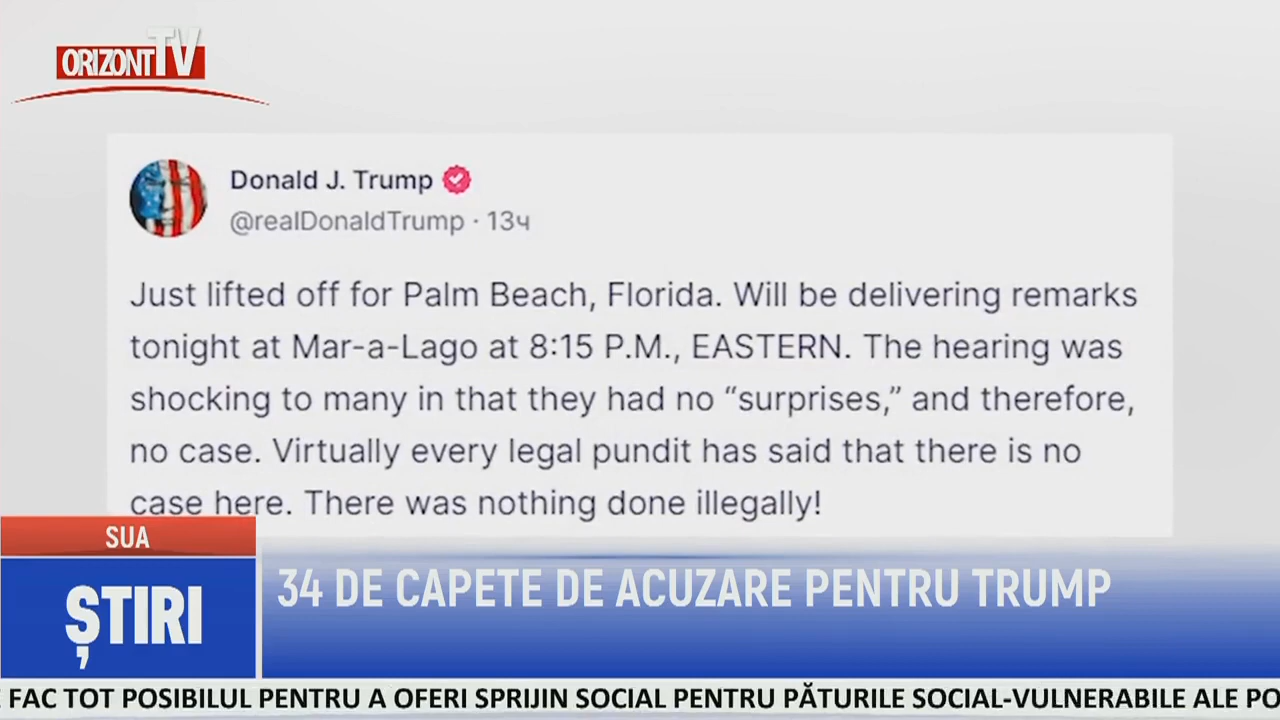 ORIZONT TV
Donald J. Trump
@realDonaldTrump · 13ч
Just lifted off for Palm Beach, Florida. Will be delivering remarks
tonight at Mar-a-Lago at 8:15 P.M., EASTERN. The hearing was
shocking to many in that they had no “surprises,” and therefore,
no case. Virtually every legal pundit has said that there is no
case here. There was nothing done illegally!
SUA
ȘTIRI
34 DE CAPETE DE ACUZARE PENTRU TRUMP
FAC TOT POSIBILUL PENTRU A OFERI SPRIJIN SOCIAL PENTRU PĂTURILE SOCIAL-VULNERABILE ALE PO